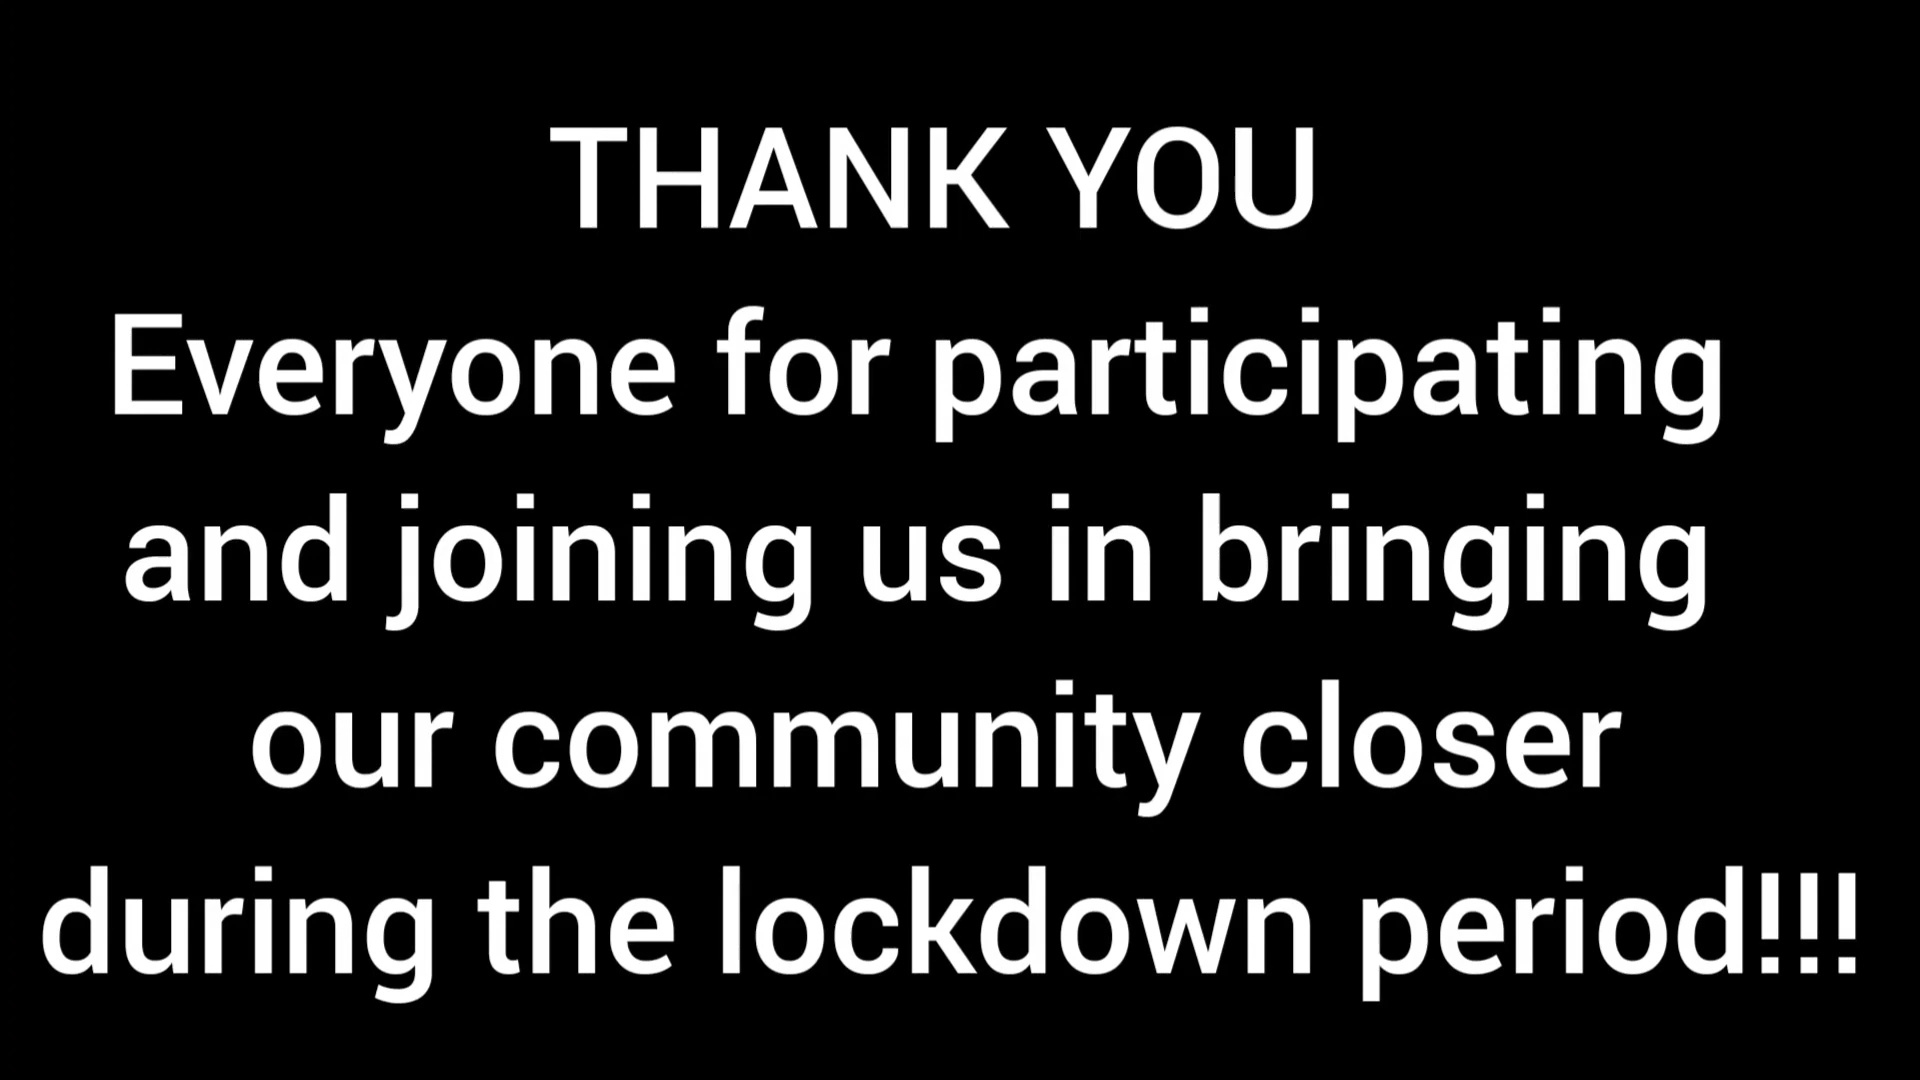 THANK YOU
Everyone for participating
and joining us in bringing
our community closer
during the lockdown period!!!